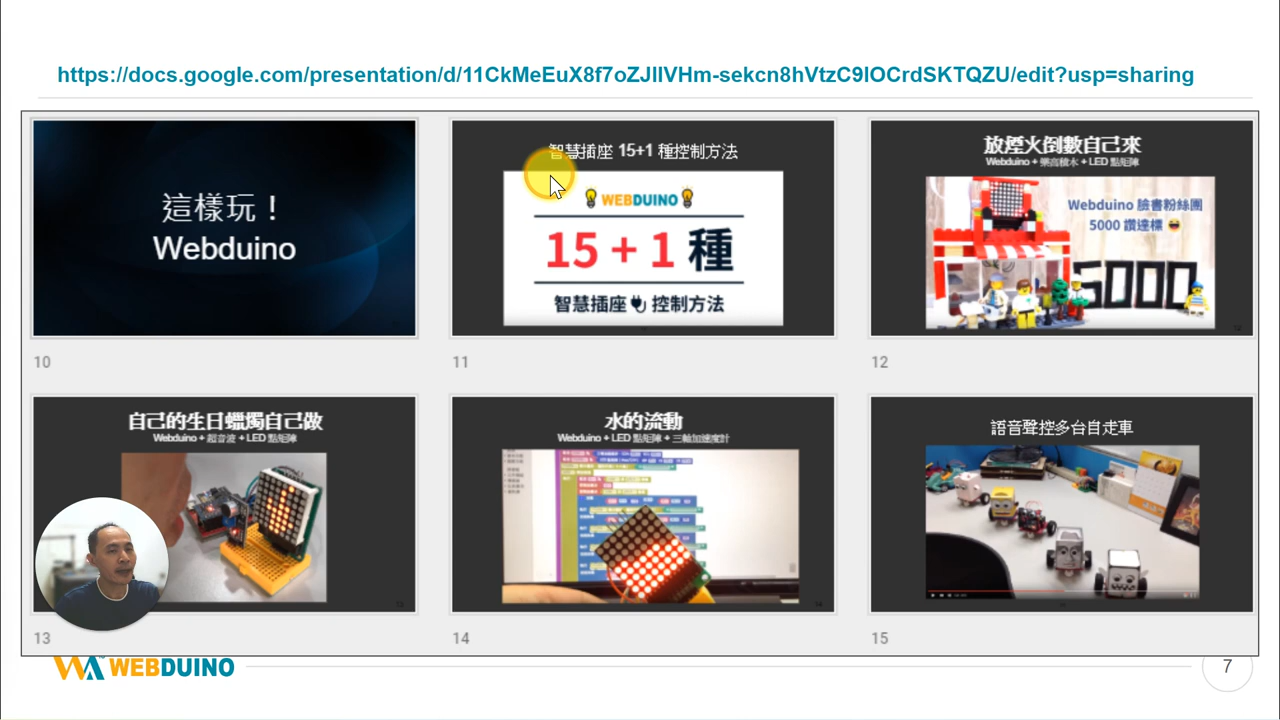 https://docs.google.com/presentation/d/11CkMeEuX8f7oZJIIVHm-sekcn8hVtzC9IOCrdSKTQZU/edit?usp=sharing
這樣玩！
Webduino
10
智慧插座 15+1 種控制方法
WEBDUINO
15 + 1 種
智慧插座 控制方法
11
放煙火倒數自己來
Webduino + 樂高積木 + LED 點矩陣
Webduino 臉書粉絲團
5000 讚達標
5000
12
自己的生日蠟燭自己做
Webduino + 超音波 + LED 點矩陣
13
水的流動
Webduino + LED 點矩陣 + 三軸加速度計
14
語音聲控多台自走車
15
WEBDUINO
7